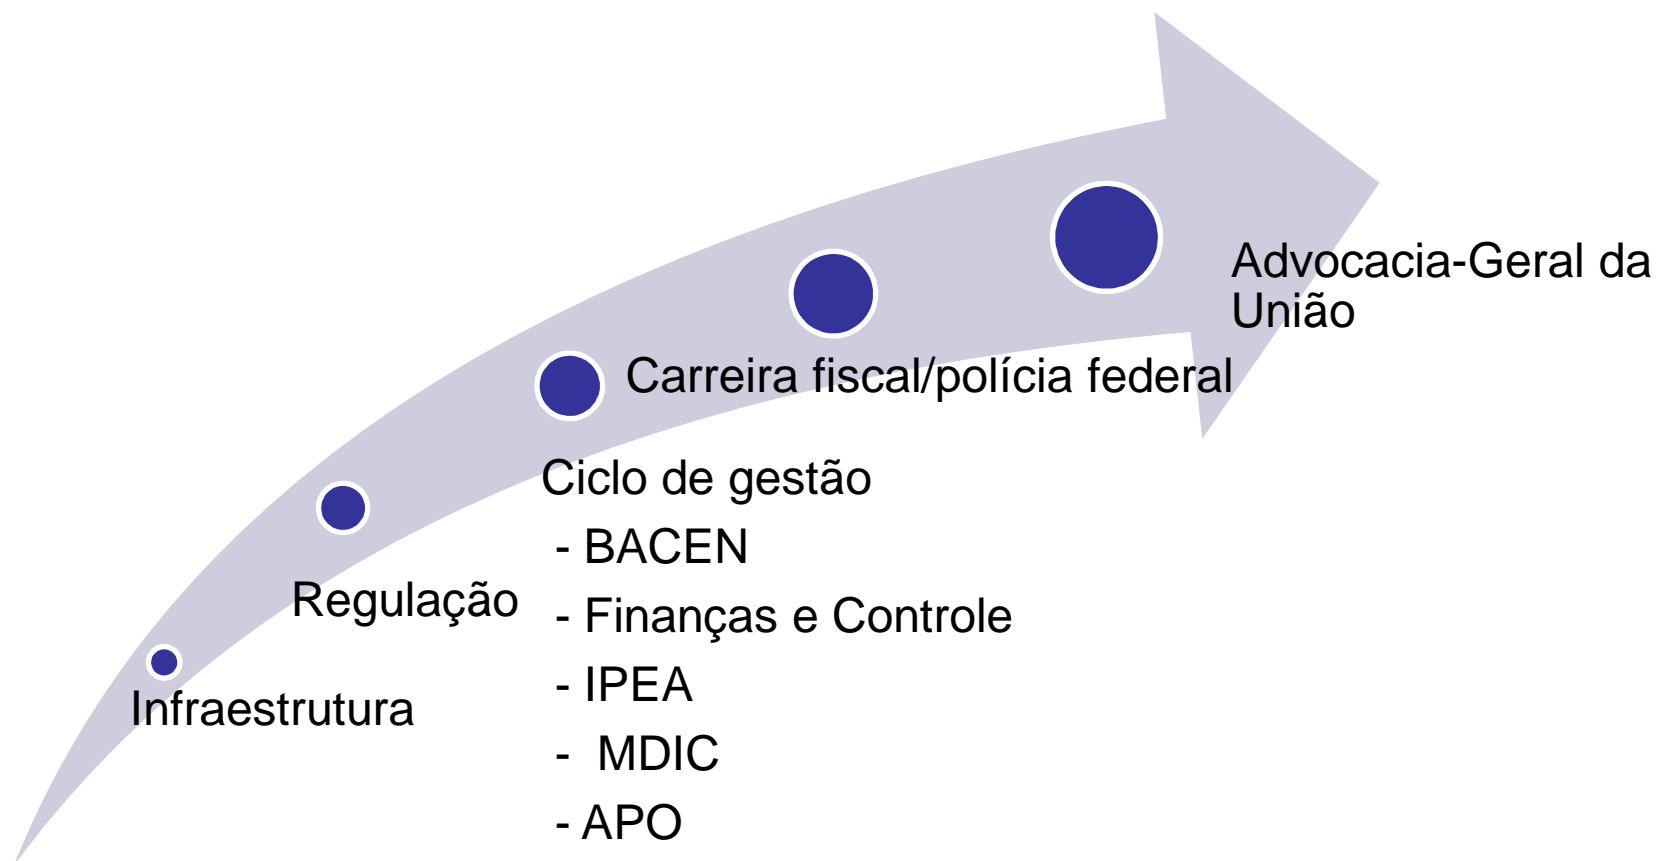 Infraestrutura
Regulação
Ciclo de gestão
- BACEN
- Finanças e Controle
- IPEA
- MDIC
- APO
Carreira fiscal/polícia federal
Advocacia-Geral da
União